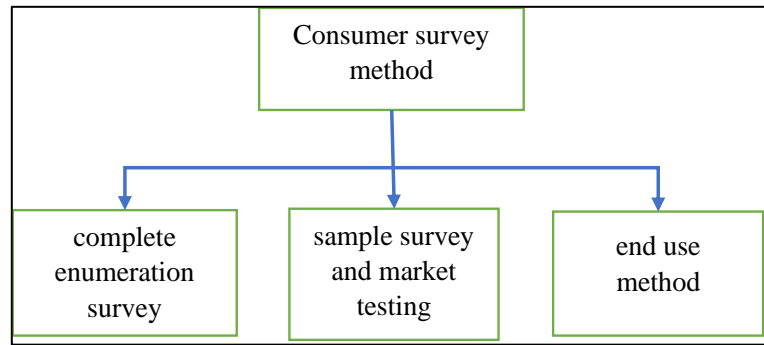 Consumer survey
method
complete
enumeration
survey
sample survey
and market
testing
end use
method